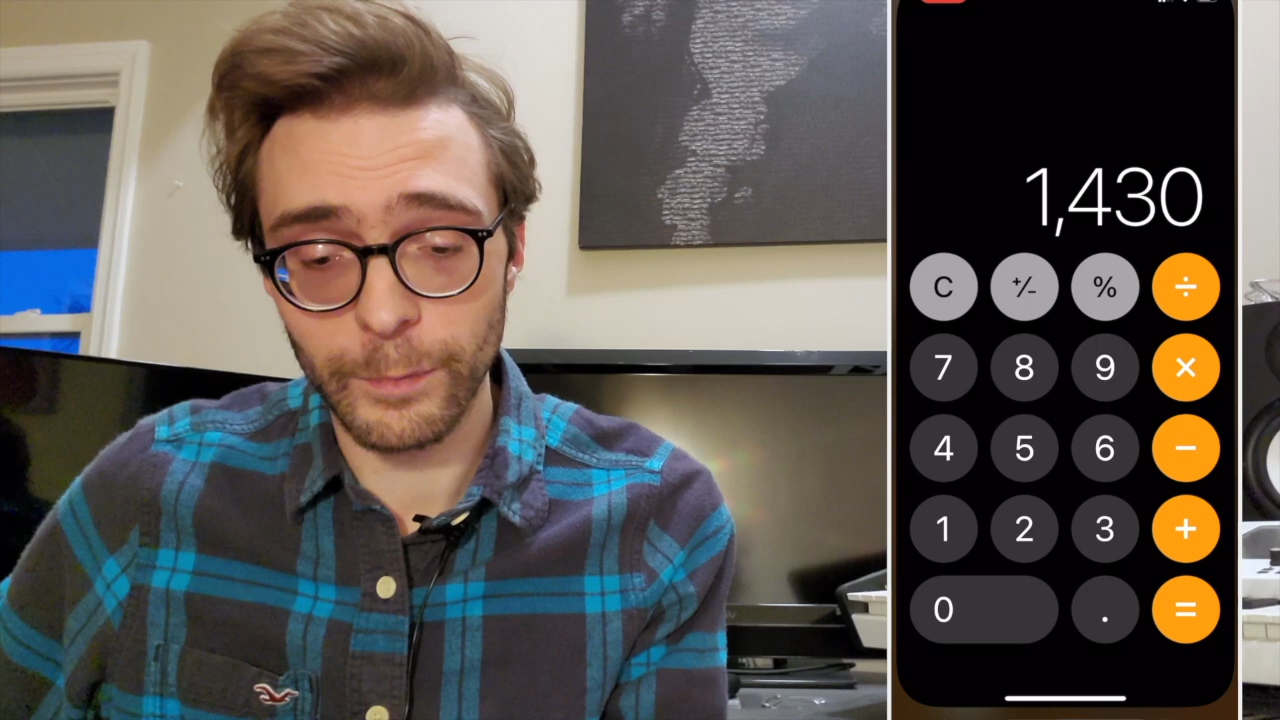 1,430
C +/- % ÷
7 8 9 ×
4 5 6 −
1 2 3 +
0 . =